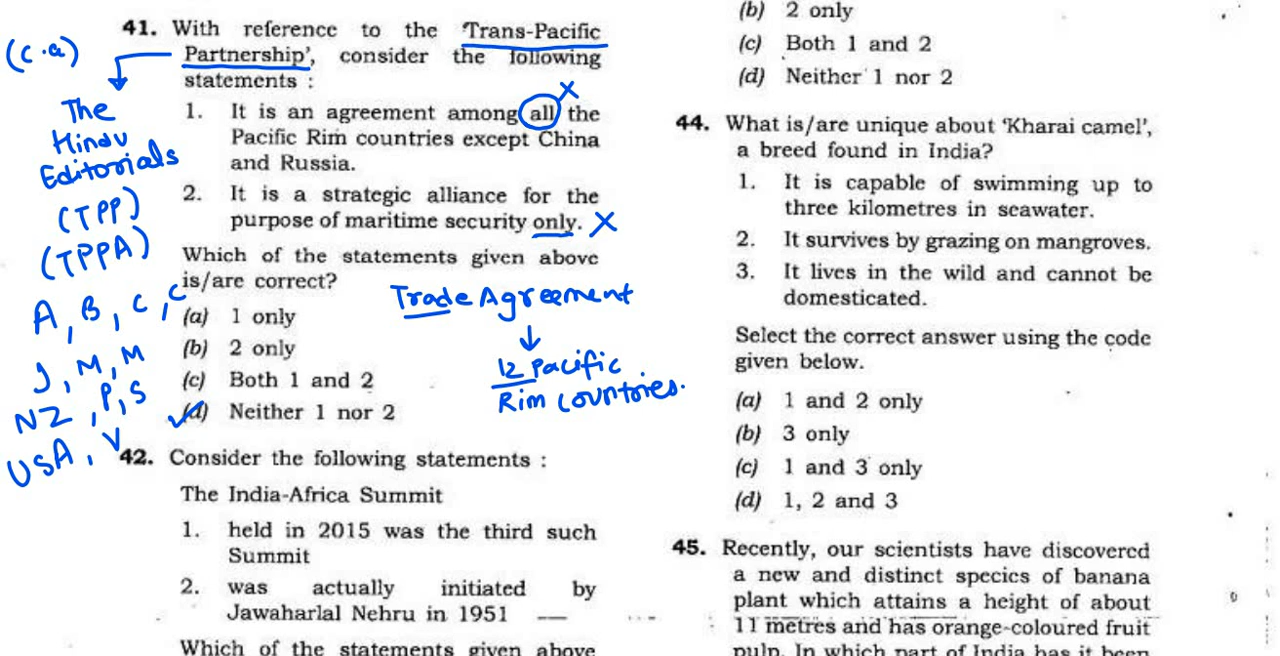 41. With reference to the 'Trans-Pacific
Partnership', consider the following
statements :
1. It is an agreement among all the
Pacific Rim countries except China
and Russia.
2. It is a strategic alliance for the
purpose of maritime security only.
Which of the statements given above
is/are correct?
(a) 1 only
(b) 2 only
(c) Both 1 and 2
(d) Neither 1 nor 2
(C.a)
The
Hindu
Editorials
(TPP)
(TPPA)
A, B, C, C
J, M, M
NZ, P, S
USA, V
X
X
Trade Agreement
12 Pacific
Rim Countries.
42. Consider the following statements :
The India-Africa Summit
1. held in 2015 was the third such
Summit
2. was actually initiated by
Jawaharlal Nehru in 1951
Which of the statements given above
(b) 2 only
(c) Both 1 and 2
(d) Neither 1 nor 2
44. What is/are unique about 'Kharai camel',
a breed found in India?
1. It is capable of swimming up to
three kilometres in seawater.
2. It survives by grazing on mangroves.
3. It lives in the wild and cannot be
domesticated.
Select the correct answer using the code
given below.
(a) 1 and 2 only
(b) 3 only
(c) 1 and 3 only
(d) 1, 2 and 3
45. Recently, our scientists have discovered
a new and distinct species of banana
plant which attains a height of about
11 metres and has orange-coloured fruit
pulp. In which part of India has it been